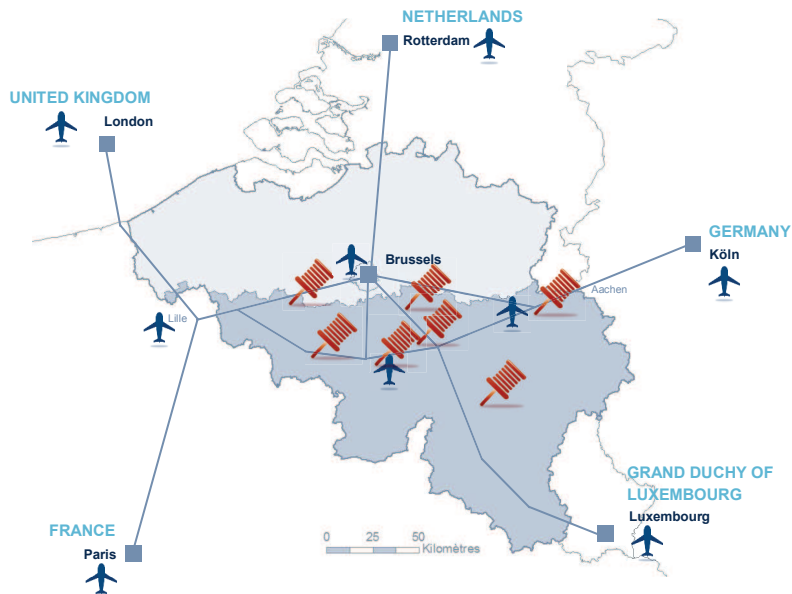 NETHERLANDS
Rotterdam
UNITED KINGDOM
London
GERMANY
Köln
Brussels
Aachen
Lille
GRAND DUCHY OF
LUXEMBOURG
Luxembourg
FRANCE
Paris
0 25 50
Kilomètres